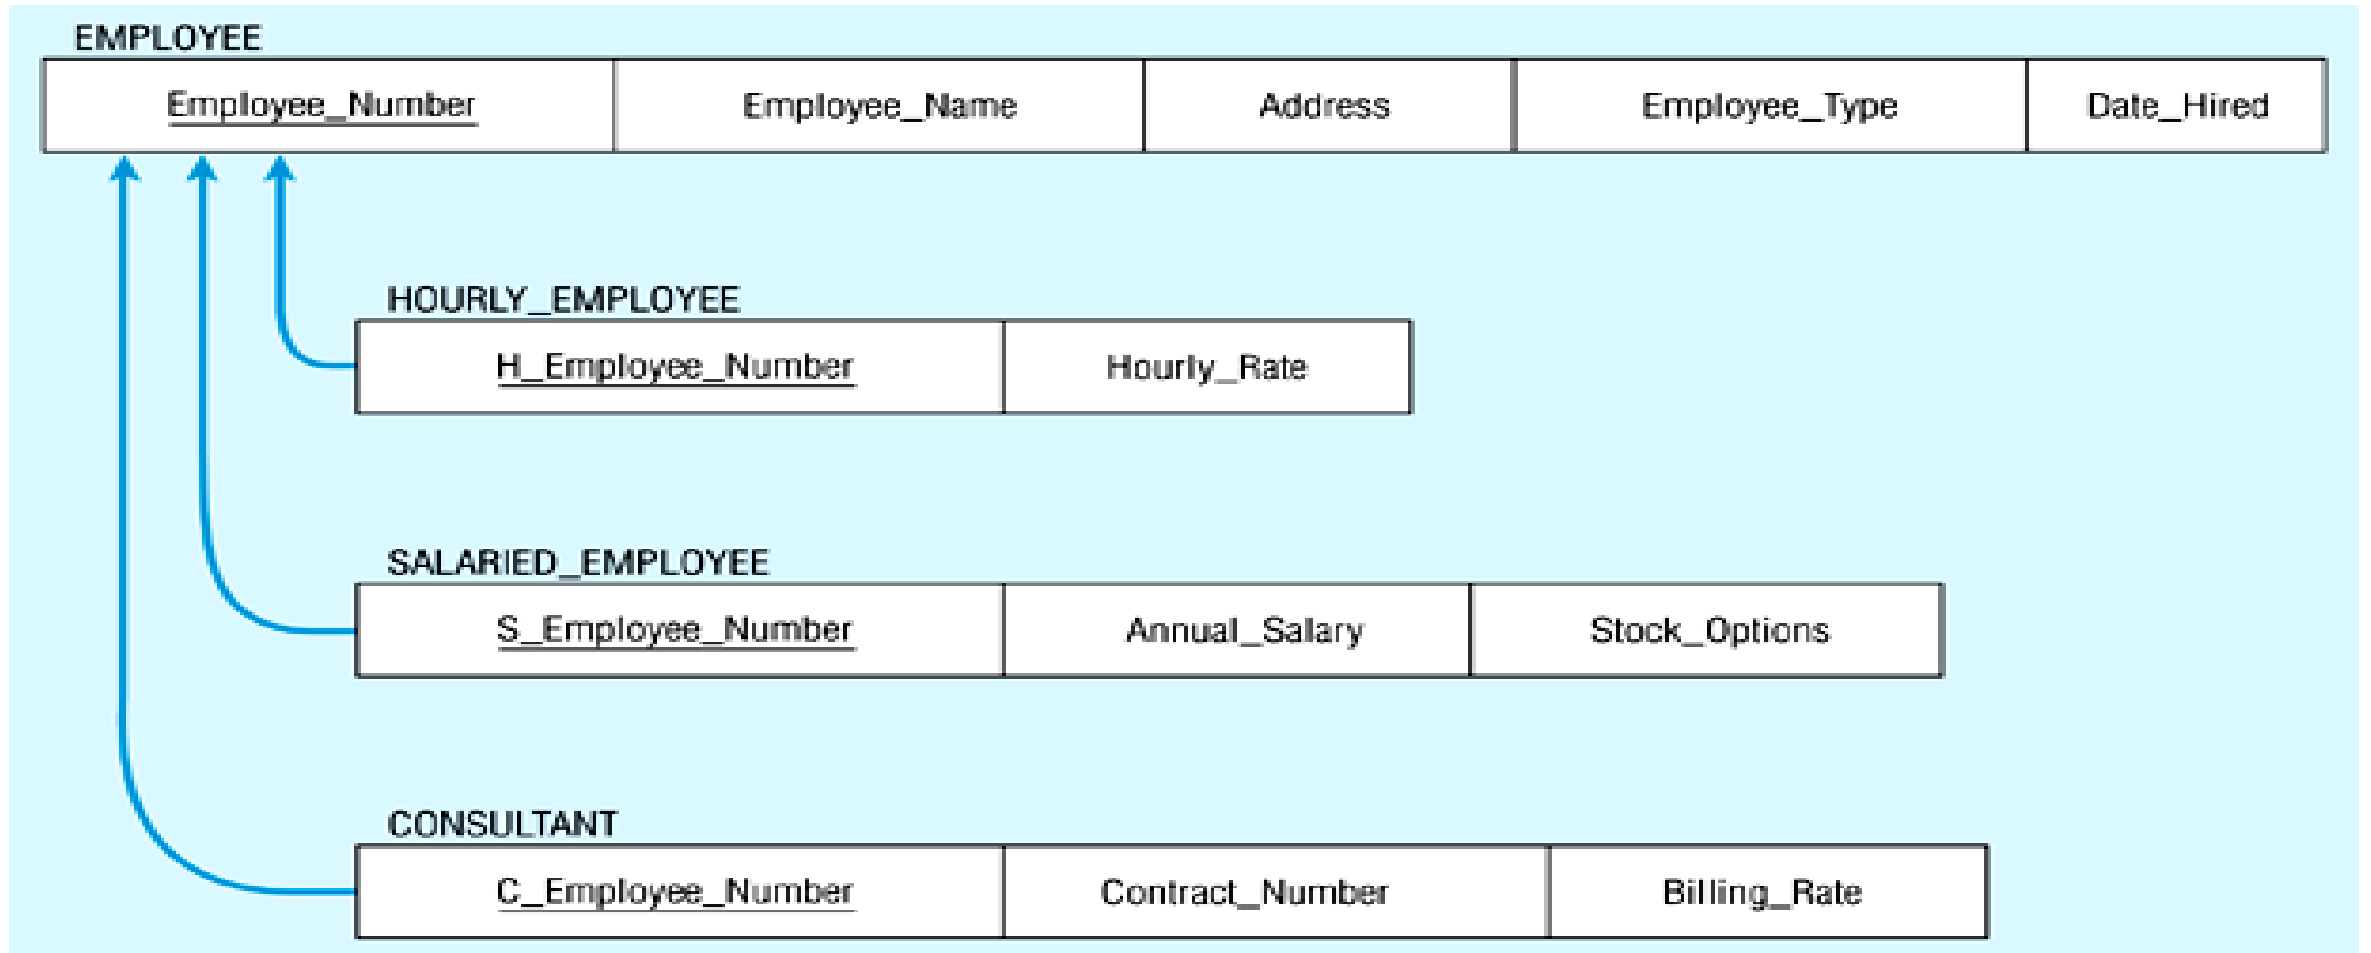 EMPLOYEE
Employee_Number Employee_Name Address Employee_Type Date_Hired
HOURLY_EMPLOYEE
H_Employee_Number Hourly_Rate
SALARIED_EMPLOYEE
S_Employee_Number Annual_Salary Stock_Options
CONSULTANT
C_Employee_Number Contract_Number Billing_Rate